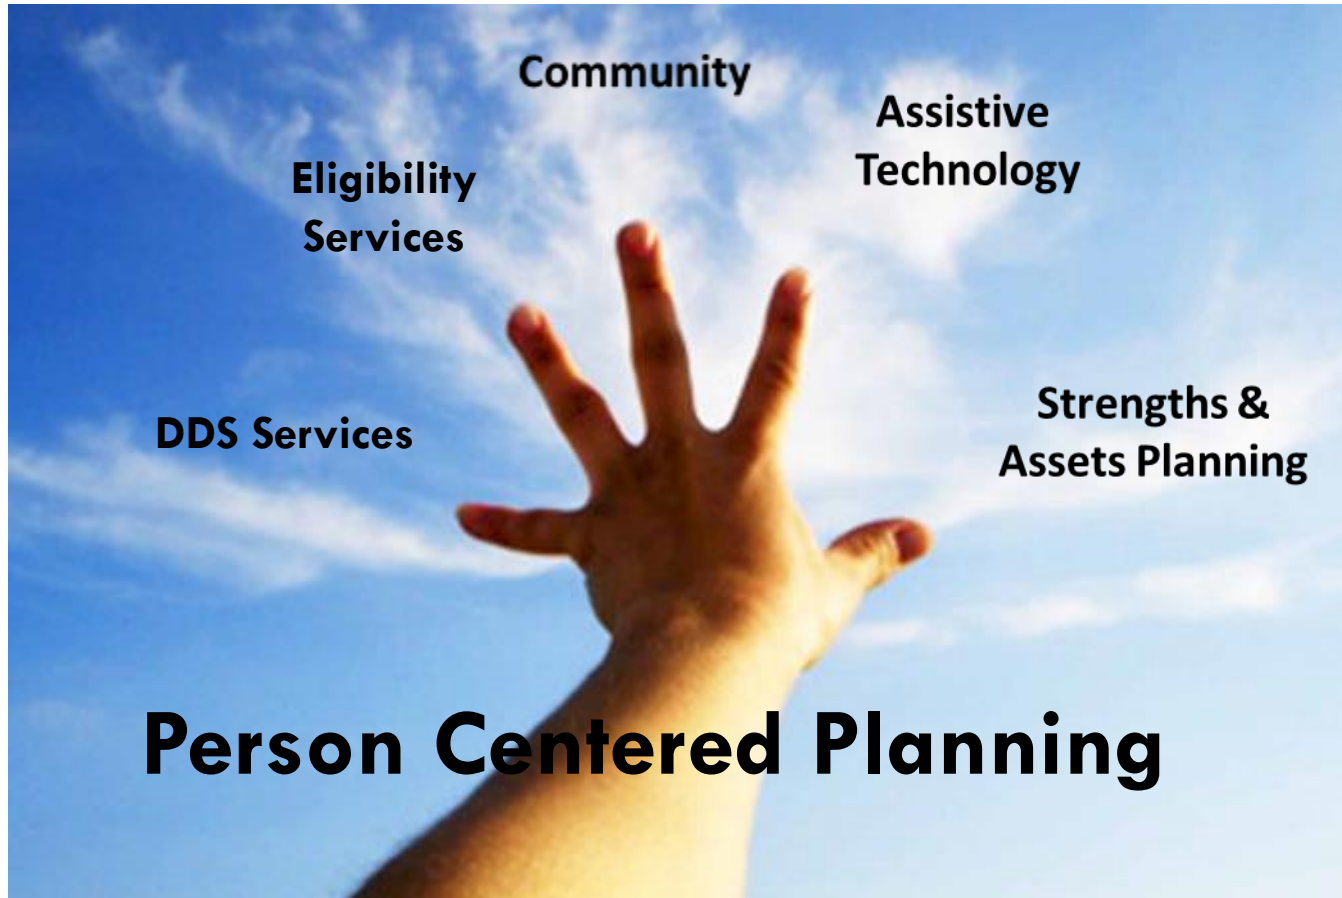 Community
Assistive
Technology
Eligibility
Services
Strengths &
Assets Planning
DDS Services
Person Centered Planning